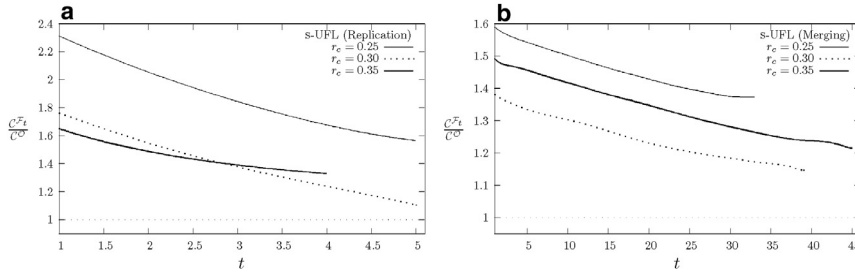 a
s-UFL (Replication)
r_c = 0.25
r_c = 0.30
r_c = 0.35
2.4
2.2
2
1.8
1.6
1.4
1.2
1
C^{F_t} / C^O
1 1.5 2 2.5 3 3.5 4 4.5 5
t
b
s-UFL (Merging)
r_c = 0.25
r_c = 0.30
r_c = 0.35
1.6
1.5
1.4
1.3
1.2
1.1
1
C^{F_t} / C^O
5 10 15 20 25 30 35 40
t